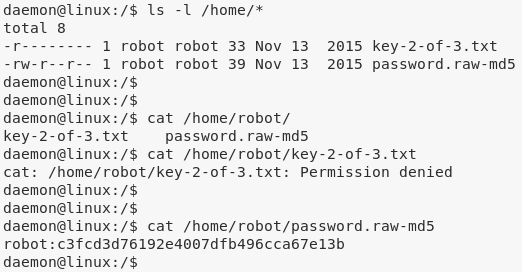 daemon@linux:/$ ls -l /home/*
total 8
-r-------- 1 robot robot 33 Nov 13  2015 key-2-of-3.txt
-rw-r--r-- 1 robot robot 39 Nov 13  2015 password.raw-md5
daemon@linux:/$
daemon@linux:/$
daemon@linux:/$ cat /home/robot/
key-2-of-3.txt    password.raw-md5
daemon@linux:/$ cat /home/robot/key-2-of-3.txt
cat: /home/robot/key-2-of-3.txt: Permission denied
daemon@linux:/$
daemon@linux:/$
daemon@linux:/$ cat /home/robot/password.raw-md5
robot:c3fcd3d76192e4007dfb496cca67e13b
daemon@linux:/$